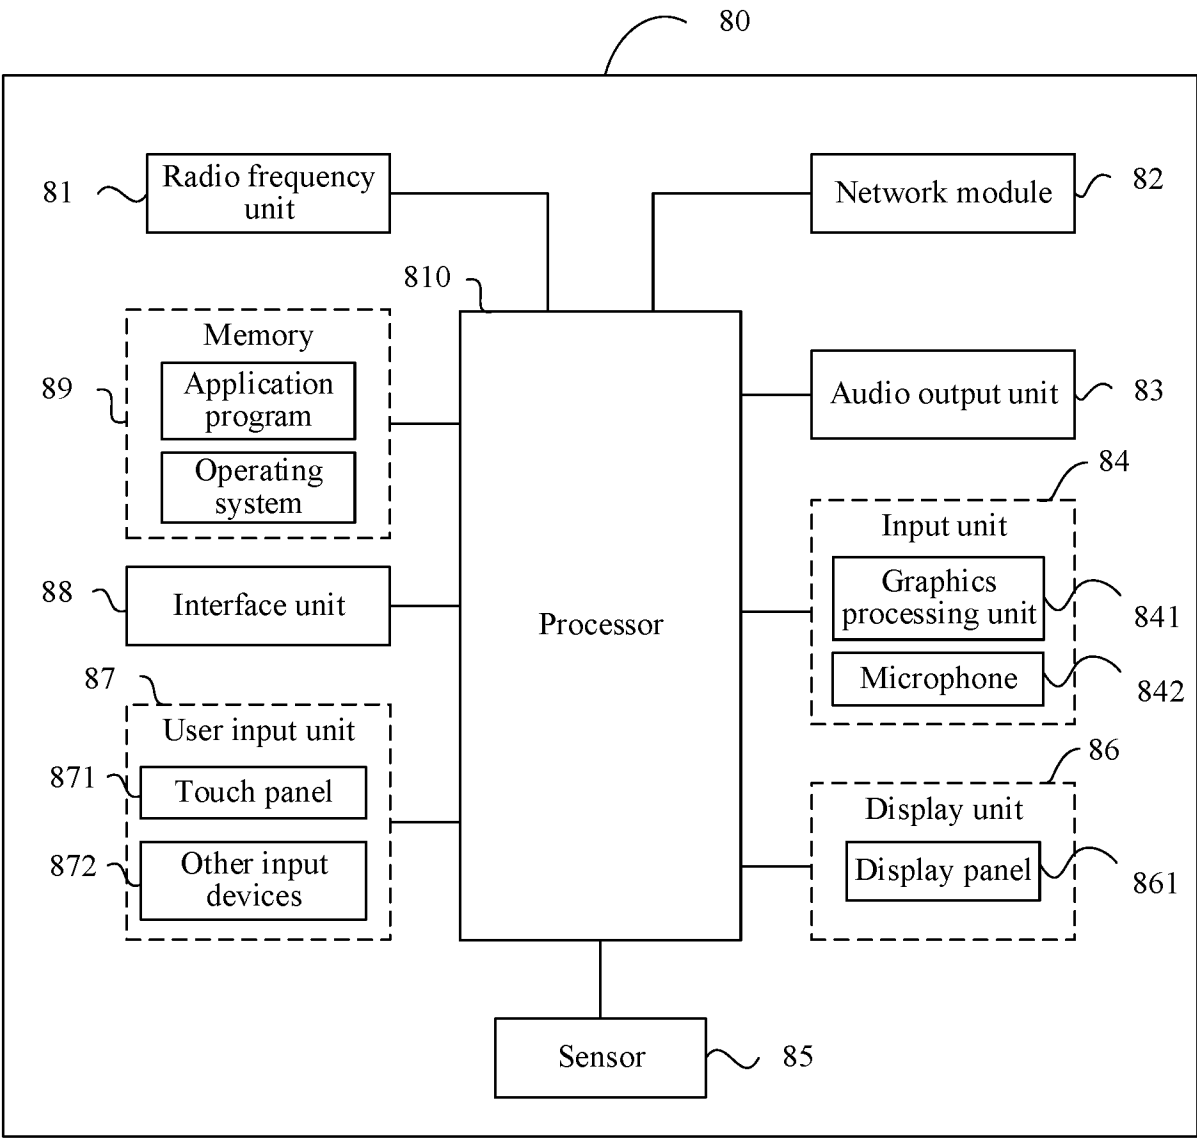 80
81
Radio frequency
unit
Network module
82
810
Memory
89
Application
program
Operating
system
Audio output unit
83
84
Input unit
Graphics
processing unit
841
Microphone
842
88
Interface unit
Processor
87
User input unit
871
Touch panel
872
Other input
devices
86
Display unit
Display panel
861
Sensor
85